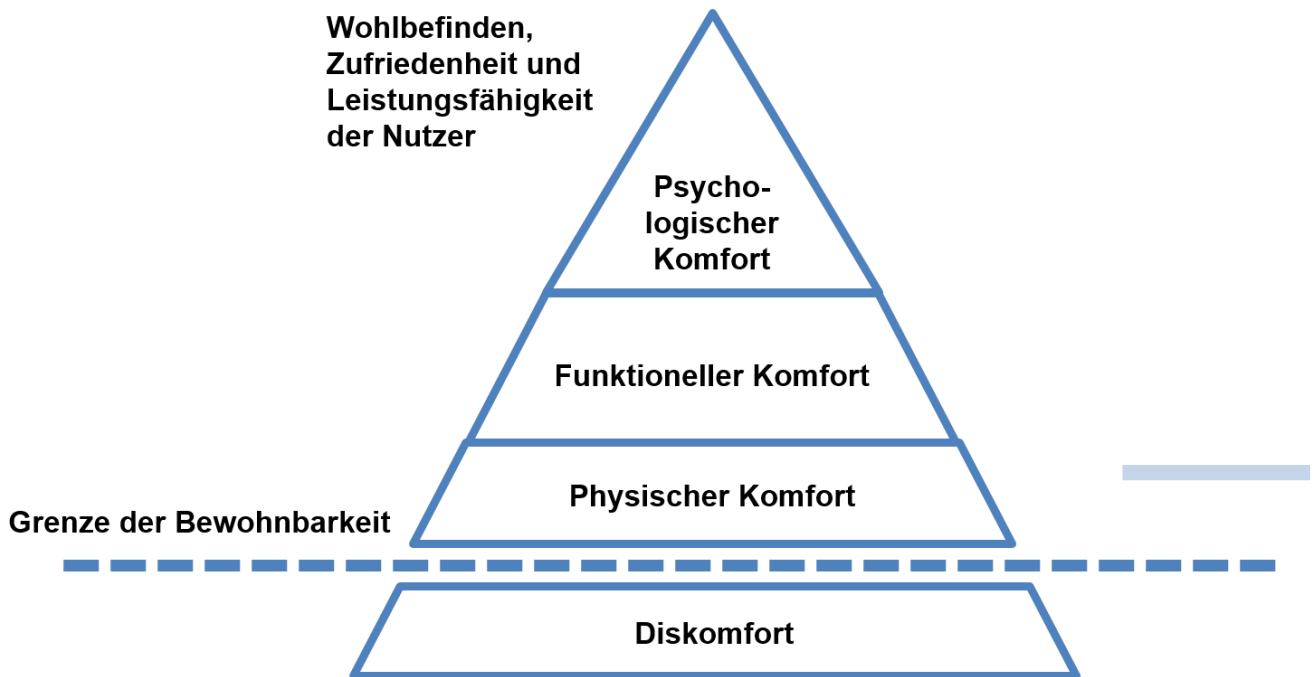 Wohlbefinden,
Zufriedenheit und
Leistungsfähigkeit
der Nutzer
Psycho-
logischer
Komfort
Funktioneller Komfort
Physischer Komfort
Grenze der Bewohnbarkeit
Diskomfort